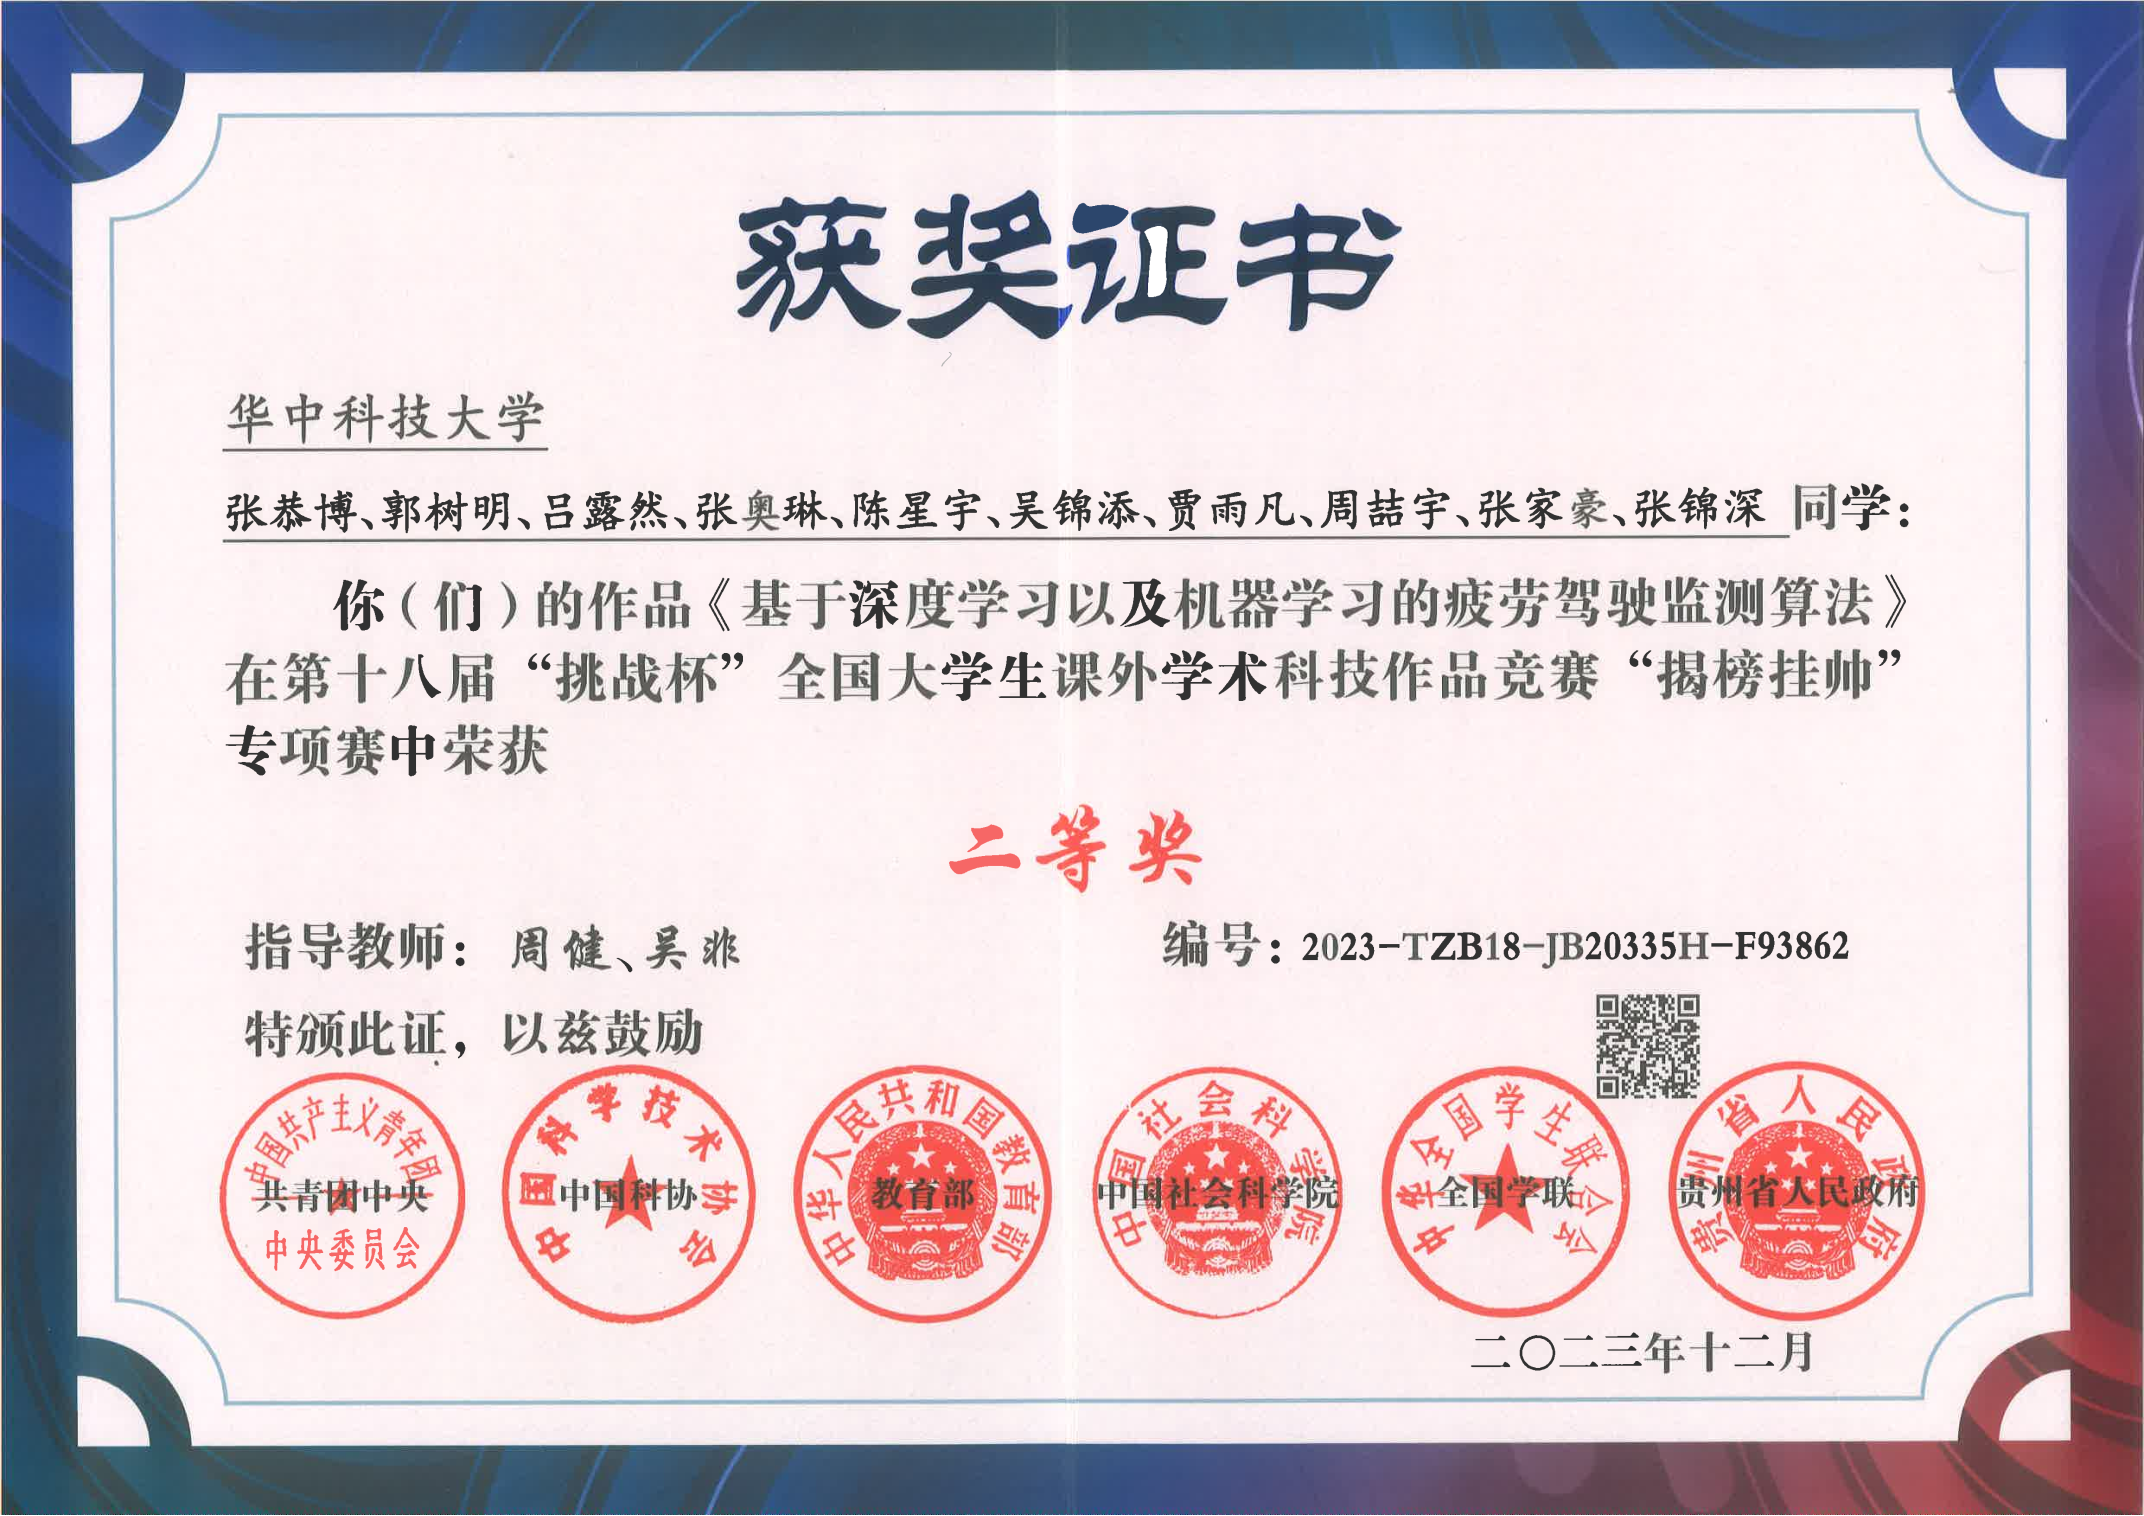 获奖证书
华中科技大学
张恭博、郭树明、吕露然、张奥琳、陈星宇、吴锦添、贾雨凡、周喆宇、张家豪、张锦深 同学：
你（们）的作品《基于深度学习以及机器学习的疲劳驾驶监测算法》
在第十八届“挑战杯”全国大学生课外学术科技作品竞赛“揭榜挂帅”
专项赛中荣获
二等奖
指导教师：周健、吴非
编号：2023-TZB18-JB20335H-F93862
特颁此证，以兹鼓励
中国共产主义青年团
共青团中央
中央委员会
中国科学技术协会
中国科协
中华人民共和国教育部
教育部
中国社会科学院
中国社会科学院
中华全国学生联合会
全国学联
贵州省人民政府
贵州省人民政府
二〇二三年十二月